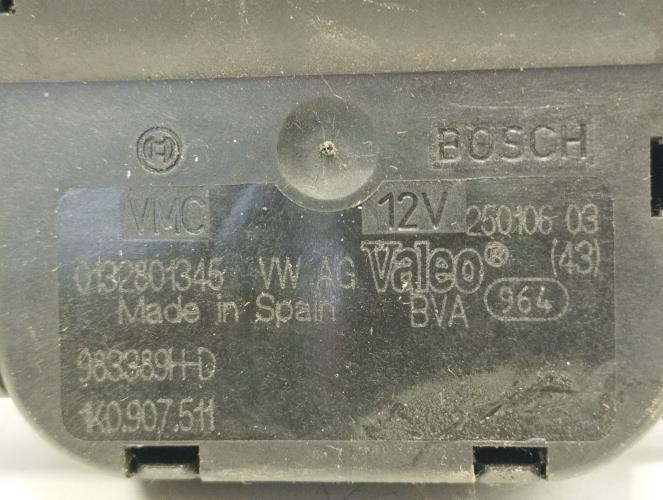 BOSCH
VMC 12V 250106 03
0132801345 VW AG Valeo® (43)
Made in Spain BVA 964
983389H-D
1K0.907.511